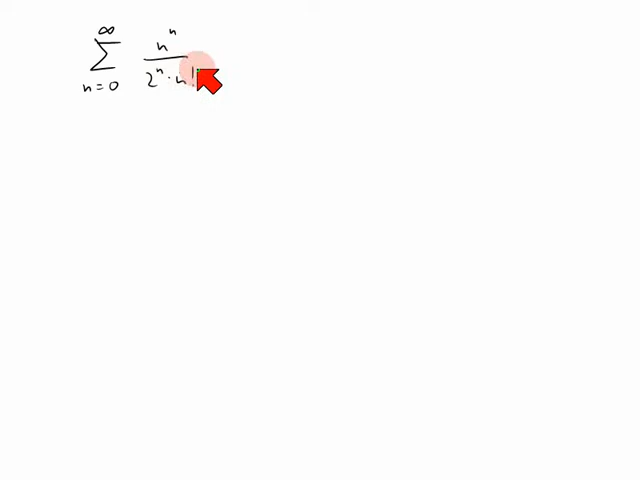 ∞
∑ n^n / 2^n · n!
n = 0